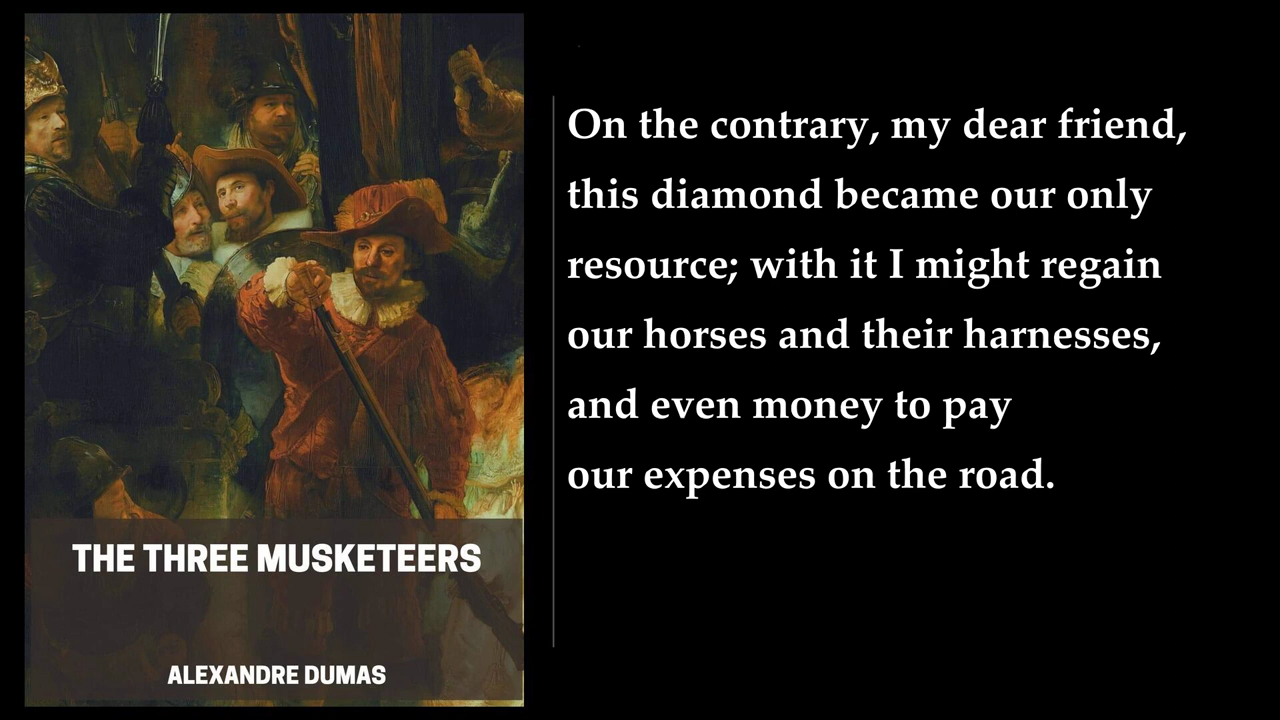 THE THREE MUSKETEERS
ALEXANDRE DUMAS
On the contrary, my dear friend,
this diamond became our only
resource; with it I might regain
our horses and their harnesses,
and even money to pay
our expenses on the road.